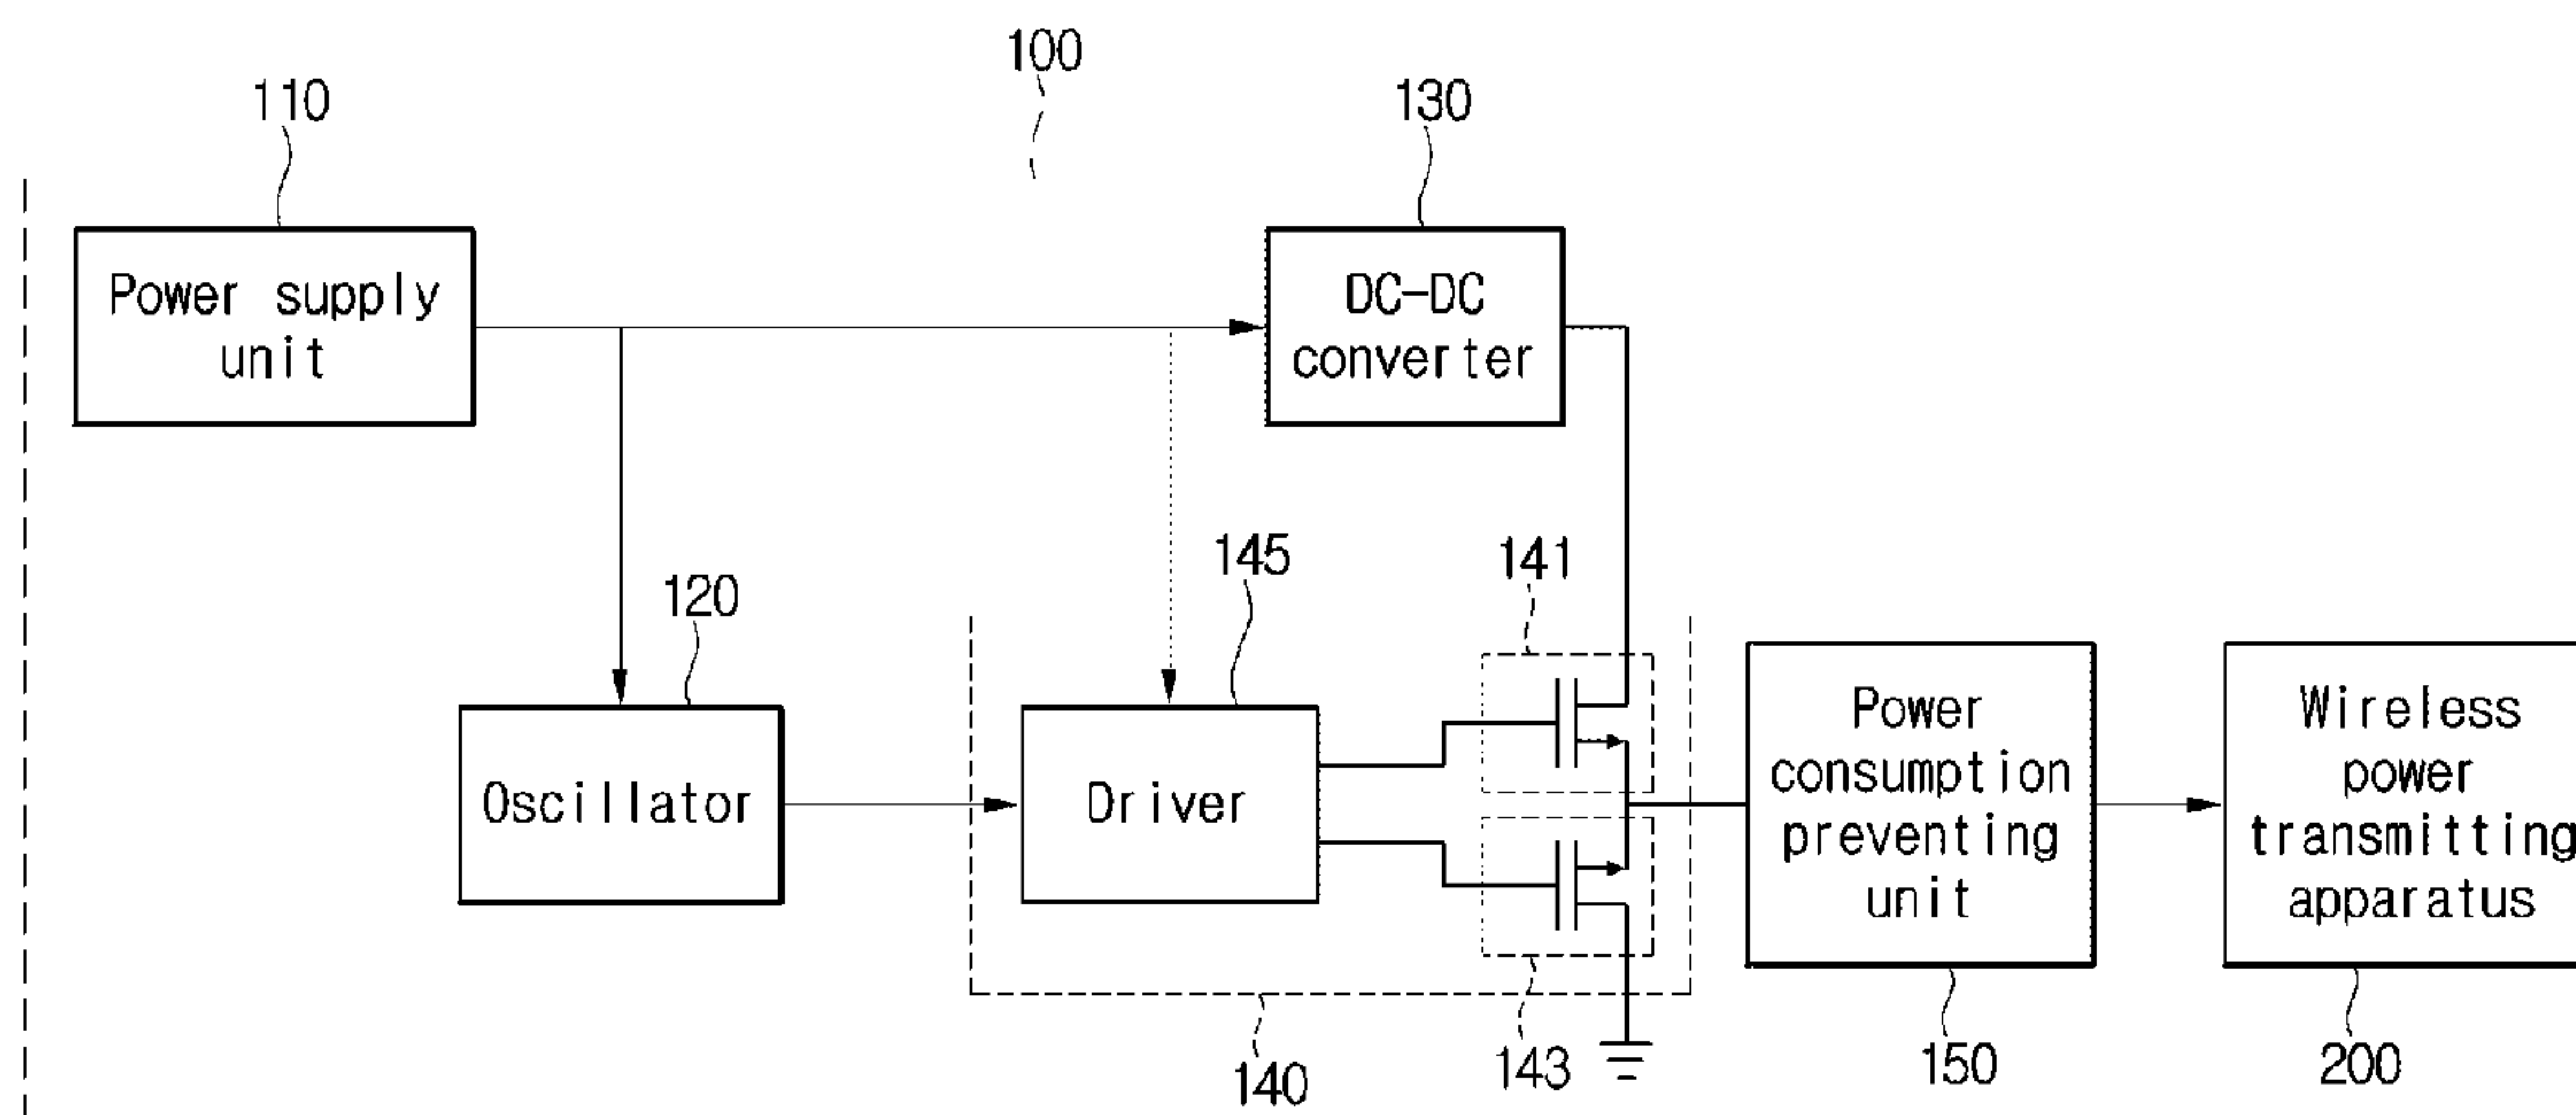 100
110
130
Power supply
unit
DC-DC
converter
120
145
141
Oscillator
Driver
Power
consumption
preventing
unit
Wireless
power
transmitting
apparatus
140
143
150
200